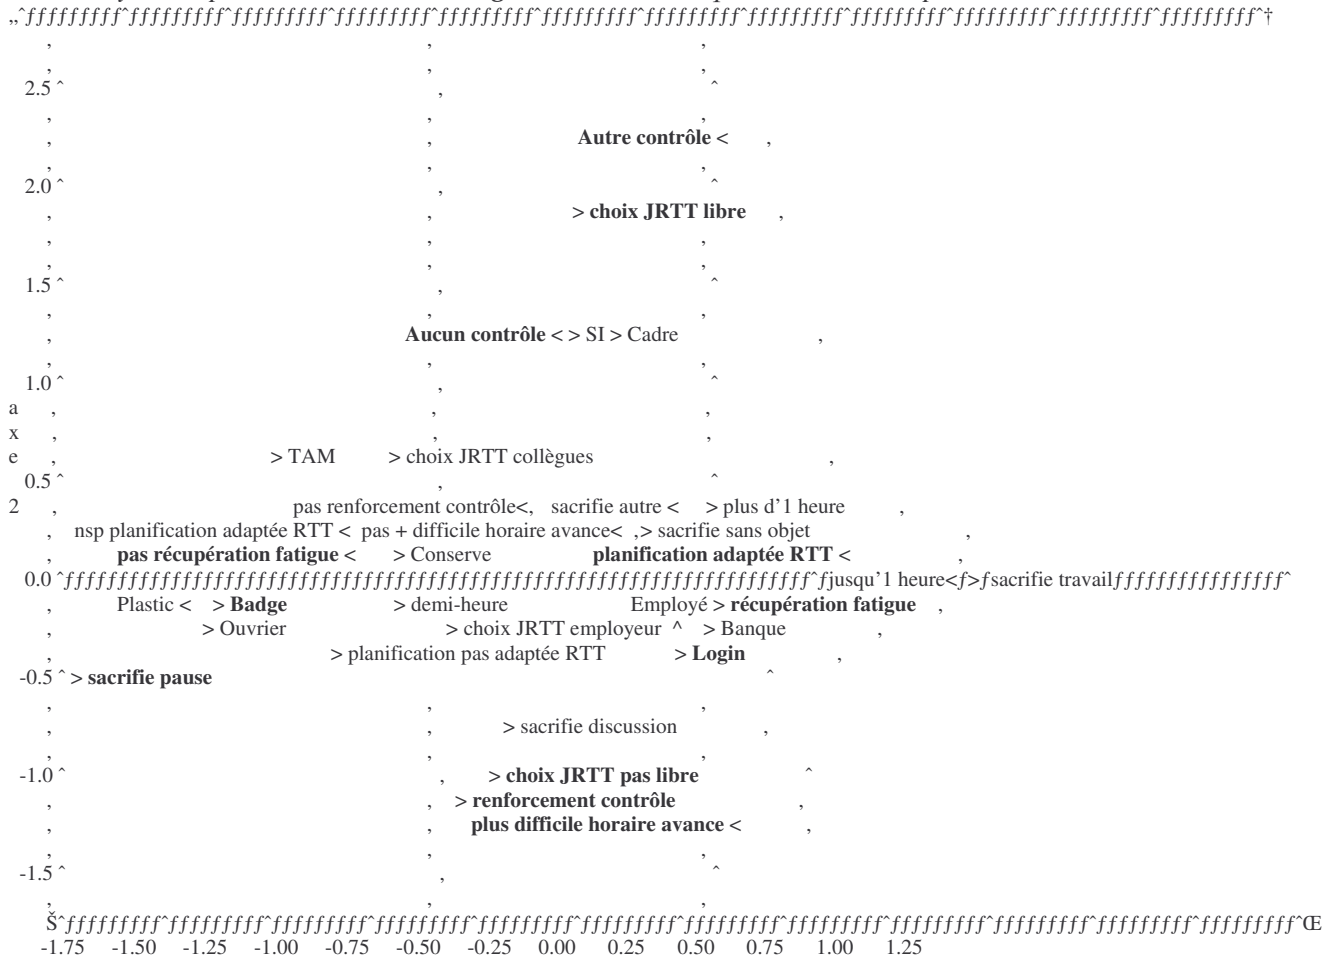 „ˆƒƒƒƒƒƒƒƒƒˆƒƒƒƒƒƒƒƒƒˆƒƒƒƒƒƒƒƒƒˆƒƒƒƒƒƒƒƒƒˆƒƒƒƒƒƒƒƒƒˆƒƒƒƒƒƒƒƒƒˆƒƒƒƒƒƒƒƒƒˆƒƒƒƒƒƒƒƒƒˆƒƒƒƒƒƒƒƒƒˆƒƒƒƒƒƒƒƒƒˆƒƒƒƒƒƒƒƒƒˆƒƒƒƒƒƒƒƒƒˆ†
‚ ‚ ‚
‚ ‚ ‚
2.5 ˆ ‚ ˆ
‚ ‚ ‚
‚ ‚ Autre contrôle < ‚
‚ ‚ ‚
2.0 ˆ ‚ ˆ
‚ ‚ > choix JRTT libre ‚
‚ ‚ ‚
‚ ‚ ‚
1.5 ˆ ‚ ˆ
‚ ‚ ‚
‚ Aucun contrôle < > SI > Cadre ‚
‚ ‚ ‚
1.0 ˆ ‚ ˆ
a ‚ ‚ ‚
x ‚ ‚ ‚
e ‚ > TAM > choix JRTT collègues ‚
0.5 ˆ ‚ ˆ
2 ‚ pas renforcement contrôle<‚ sacrifie autre < > plus d'1 heure ‚
‚ nsp planification adaptée RTT < pas + difficile horaire avance< ‚> sacrifie sans objet ‚
‚ pas récupération fatigue < > Conserve planification adaptée RTT < ‚
0.0 ˆƒƒƒƒƒƒƒƒƒƒƒƒƒƒƒƒƒƒƒƒƒƒƒƒƒƒƒƒƒƒƒƒƒƒƒƒƒƒƒƒƒƒƒƒƒƒƒƒƒƒƒƒƒƒƒƒƒƒƒƒƒƒƒƒƒƒƒƒƒƒˆƒjusqu'1 heure<ƒ>ƒsacrifie travailƒƒƒƒƒƒƒƒƒƒƒƒƒƒƒƒˆ
‚ Plastic < > Badge > demi-heure Employé > récupération fatigue ‚
‚ > Ouvrier > choix JRTT employeur ^ > Banque ‚
‚ > planification pas adaptée RTT > Login ‚
-0.5 ˆ > sacrifie pause ˆ
‚ ‚ ‚
‚ ‚ > sacrifie discussion ‚
‚ ‚ ‚
-1.0 ˆ ‚ > choix JRTT pas libre ˆ
‚ ‚ > renforcement contrôle ‚
‚ ‚ plus difficile horaire avance < ‚
‚ ‚ ‚
-1.5 ˆ ‚ ˆ
‚ ‚ ‚
ŠˆƒƒƒƒƒƒƒƒƒˆƒƒƒƒƒƒƒƒƒˆƒƒƒƒƒƒƒƒƒˆƒƒƒƒƒƒƒƒƒˆƒƒƒƒƒƒƒƒƒˆƒƒƒƒƒƒƒƒƒˆƒƒƒƒƒƒƒƒƒˆƒƒƒƒƒƒƒƒƒˆƒƒƒƒƒƒƒƒƒˆƒƒƒƒƒƒƒƒƒˆƒƒƒƒƒƒƒƒƒˆƒƒƒƒƒƒƒƒƒˆŒ
-1.75 -1.50 -1.25 -1.00 -0.75 -0.50 -0.25 0.00 0.25 0.50 0.75 1.00 1.25